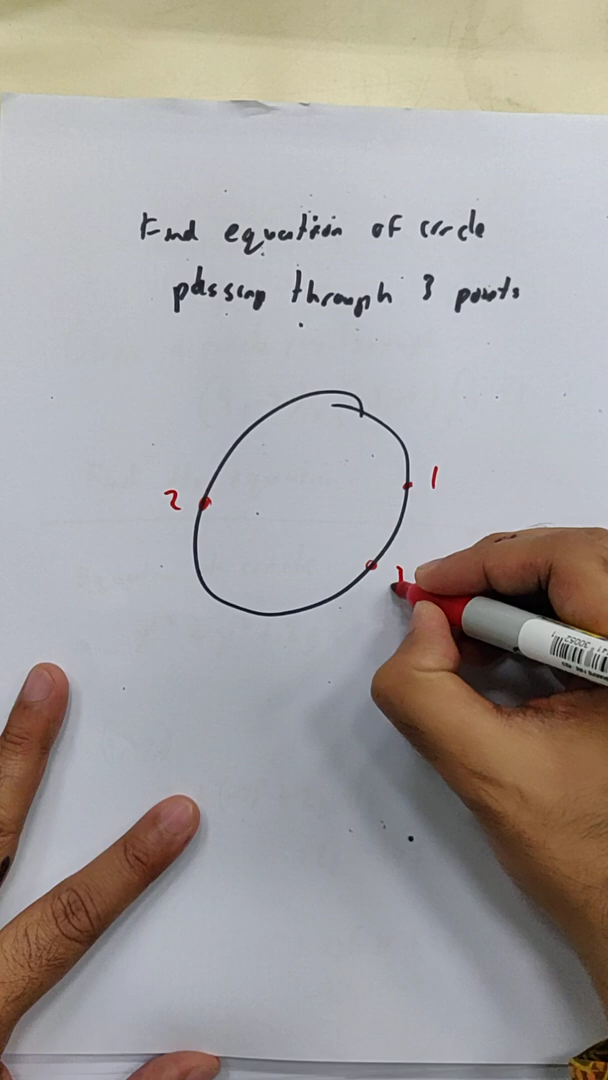 Find equation of circle
passing through 3 points
2
1